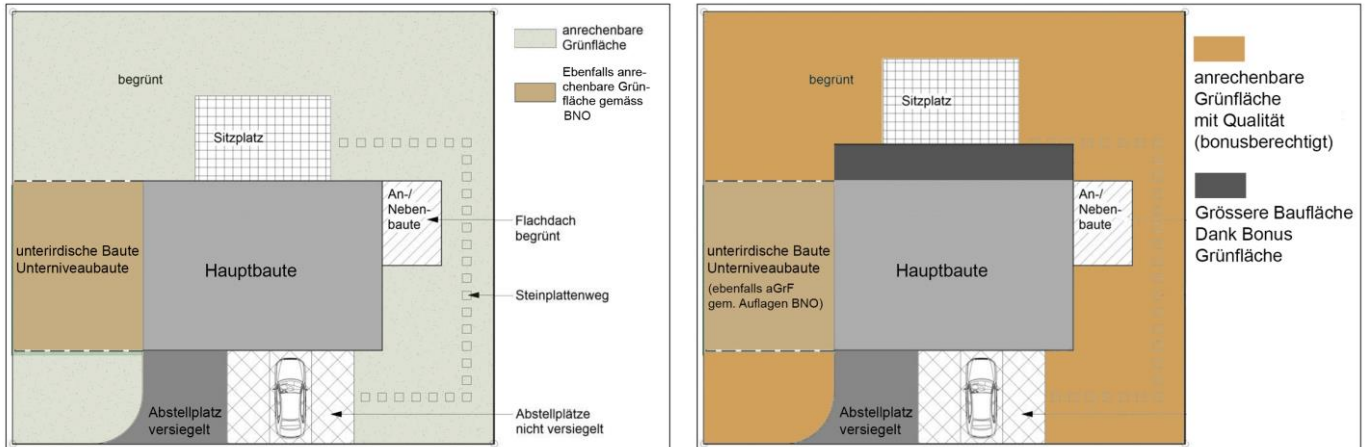 begrünt
Sitzplatz
An-/
Neben-
baute
unterirdische Baute
Unterniveaubaute
Hauptbaute
Abstellplatz
versiegelt
anrechenbare
Grünfläche
Ebenfalls anre-
chenbare Grün-
fläche gemäss
BNO
Flachdach
begrünt
Steinplattenweg
Abstellplätze
nicht versiegelt
begrünt
Sitzplatz
An-/
Neben-
baute
unterirdische Baute
Unterniveaubaute
(ebenfalls aGrF
gem. Auflagen BNO)
Hauptbaute
Abstellplatz
versiegelt
anrechenbare
Grünfläche
mit Qualität
(bonusberechtigt)
Grössere Baufläche
Dank Bonus
Grünfläche